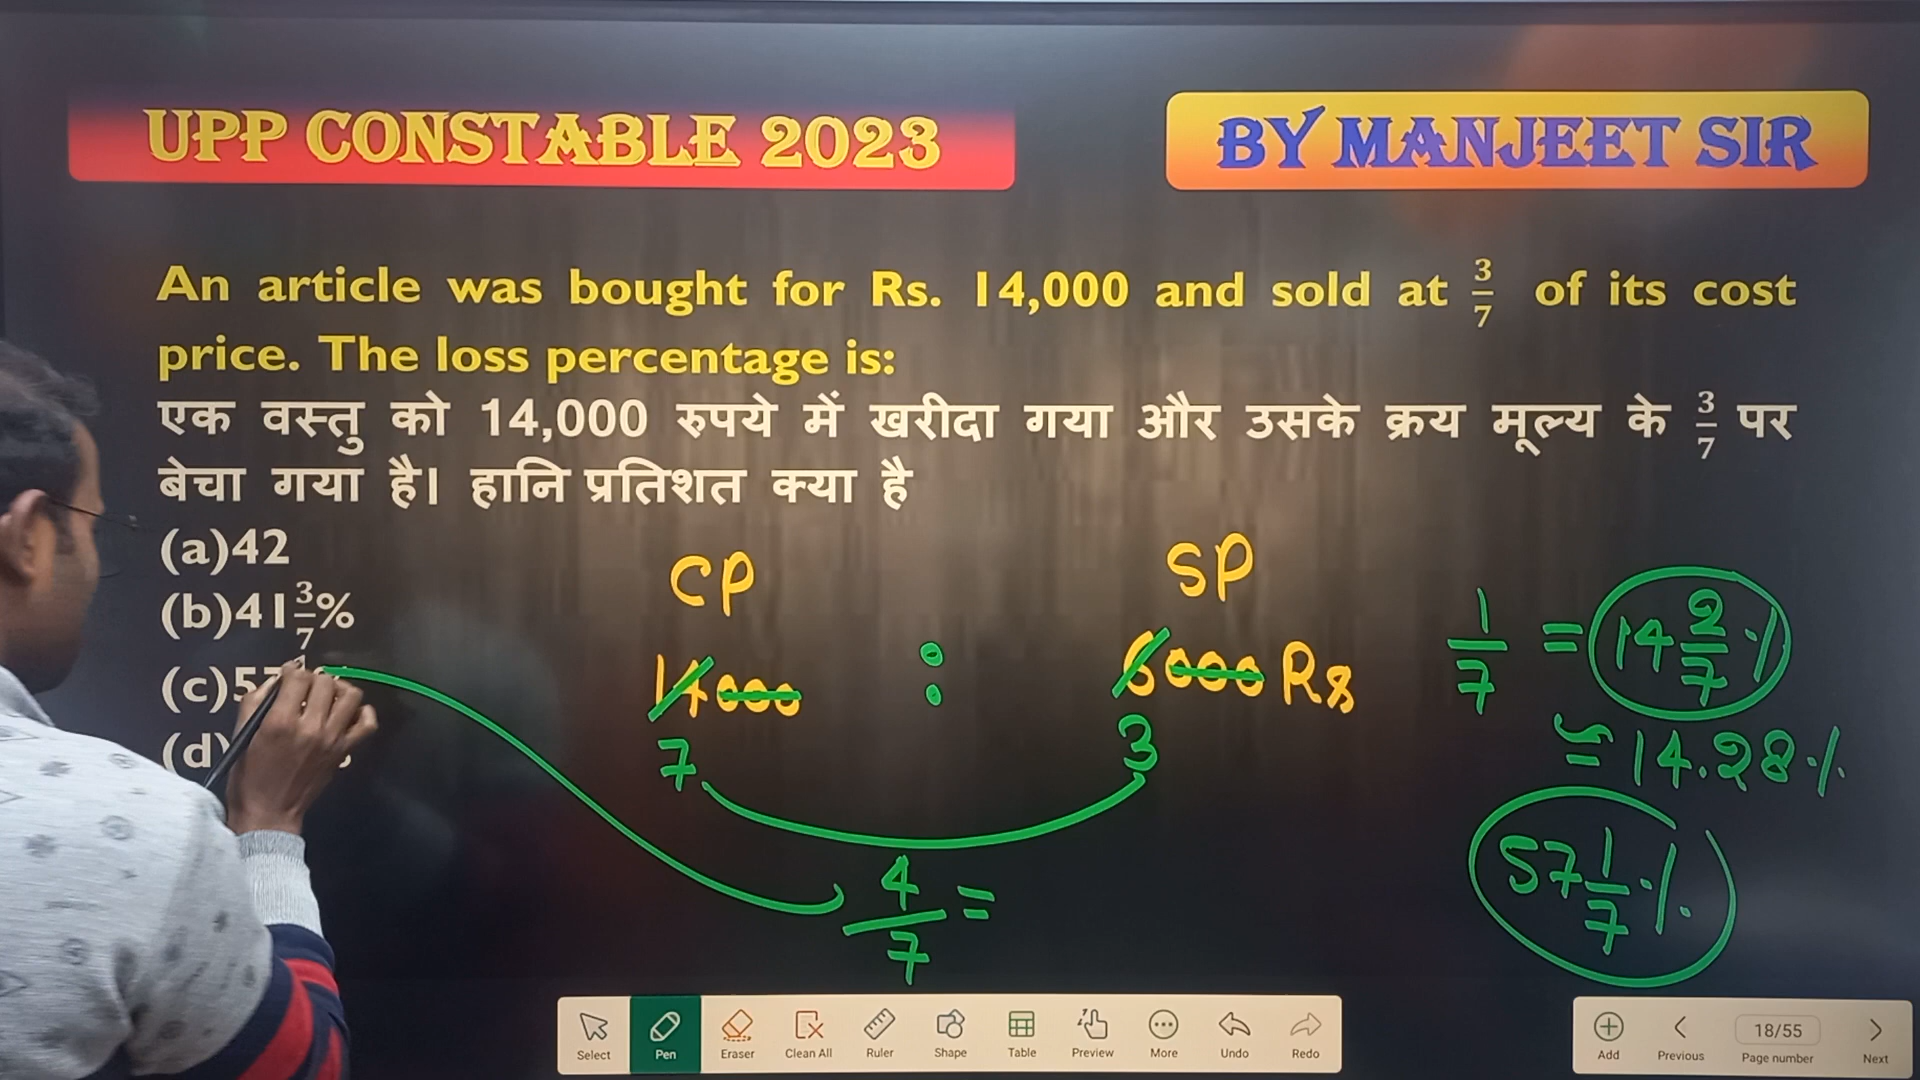 UPP CONSTABLE 2023
BY MANJEET SIR
An article was bought for Rs. 14,000 and sold at 3/7 of its cost
price. The loss percentage is:
एक वस्तु को 14,000 रुपये में खरीदा गया और उसके क्रय मूल्य के 3/7 पर
बेचा गया है। हानि प्रतिशत क्या है
(a)42
(b)41 3/7%
(c)57
(d)
CP SP
14000 : 6000 Rs
7 3
4/7 =
1/7 = 14 2/7 %
≈ 14.28%
57 1/7 %
Select Pen Eraser Clean All Ruler Shape Table Preview More Undo Redo
Add Previous 18/55 Page number Next